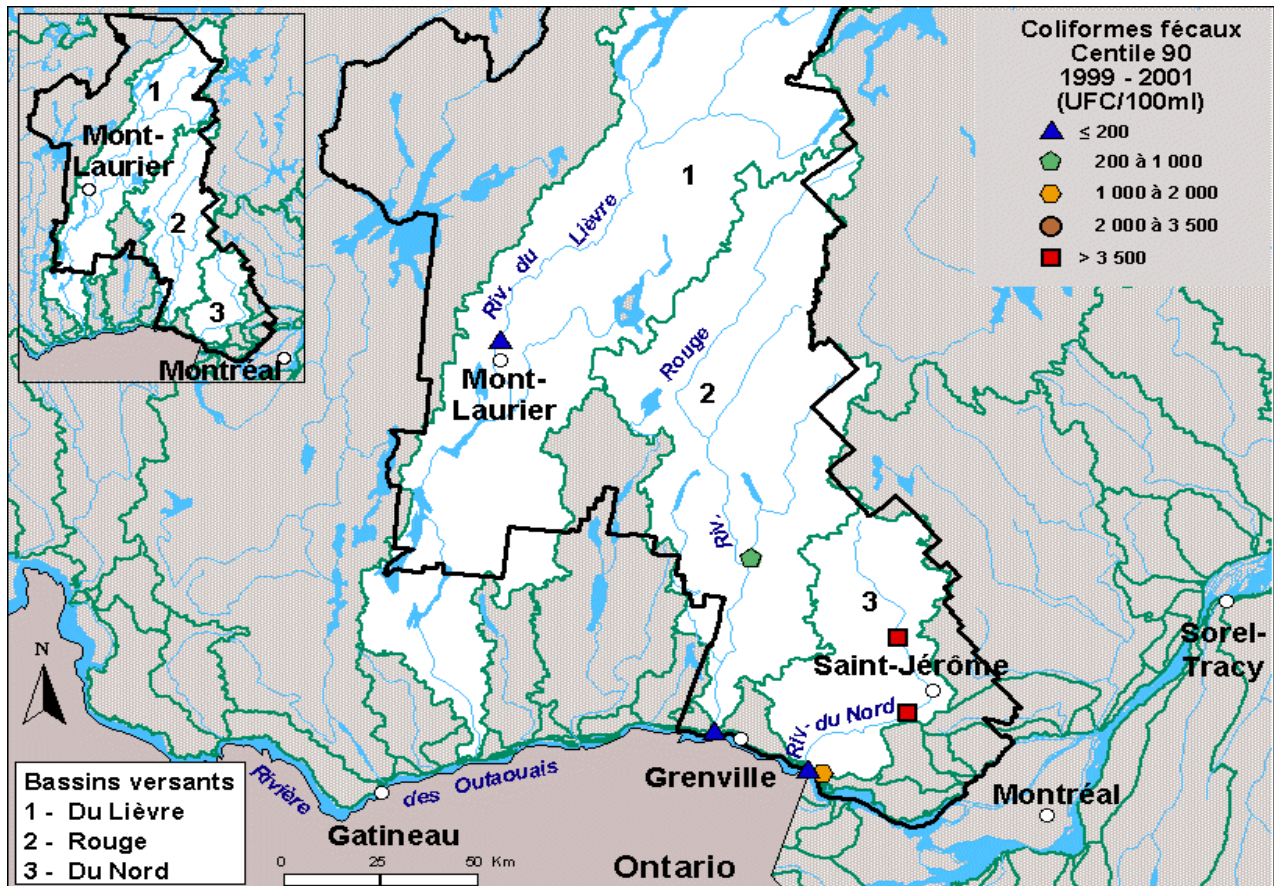 1
Mont-
Laurier
2
3
Montréal
Coliformes fécaux
Centile 90
1999 - 2001
(UFC/100ml)
≤ 200
200 à 1 000
1 000 à 2 000
2 000 à 3 500
> 3 500
1
Riv. du Lièvre
Mont-
Laurier
Riv. Rouge
2
3
Saint-Jérôme
Riv. du Nord
Sorel-
Tracy
N
Grenville
Montréal
Rivière des Outaouais
Gatineau
Ontario
0 25 50 Km
Bassins versants
1 - Du Lièvre
2 - Rouge
3 - Du Nord